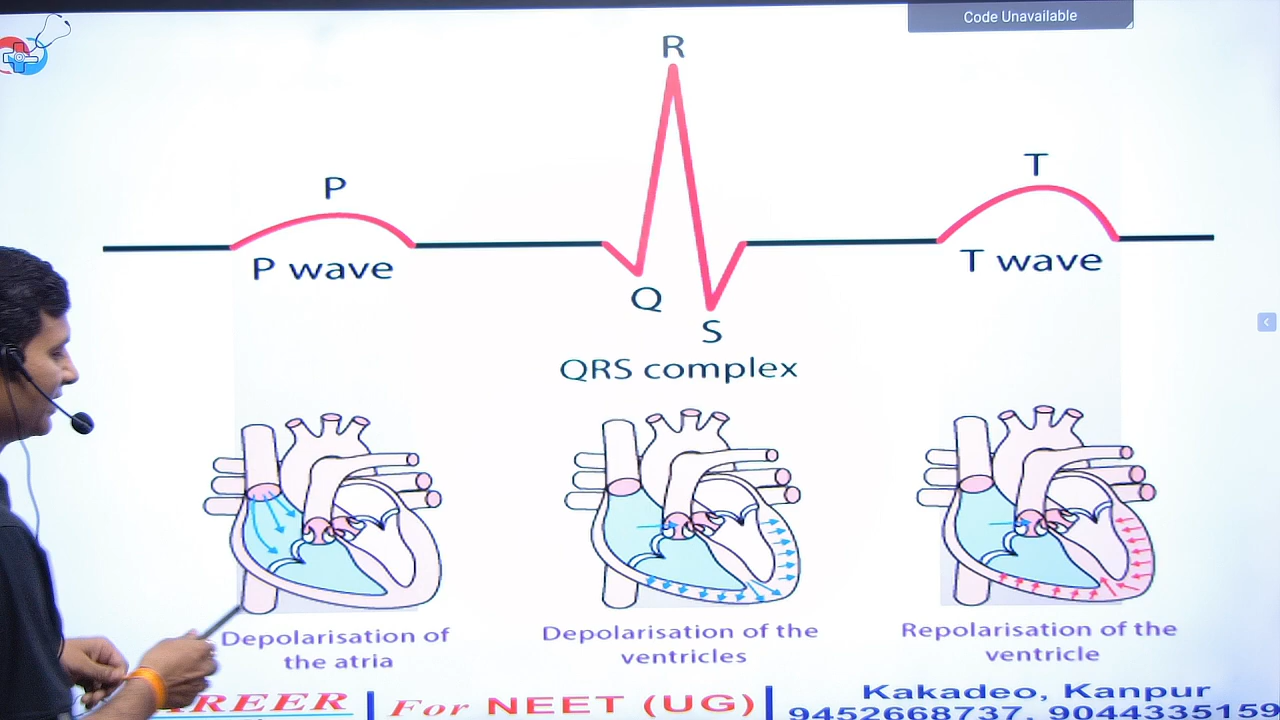 Code Unavailable
R
P
T
P wave
T wave
Q
S
QRS complex
Depolarisation of
the atria
Depolarisation of the
ventricles
Repolarisation of the
ventricle
For NEET (UG)
Kakadeo, Kanpur
9452668737, 9044335159